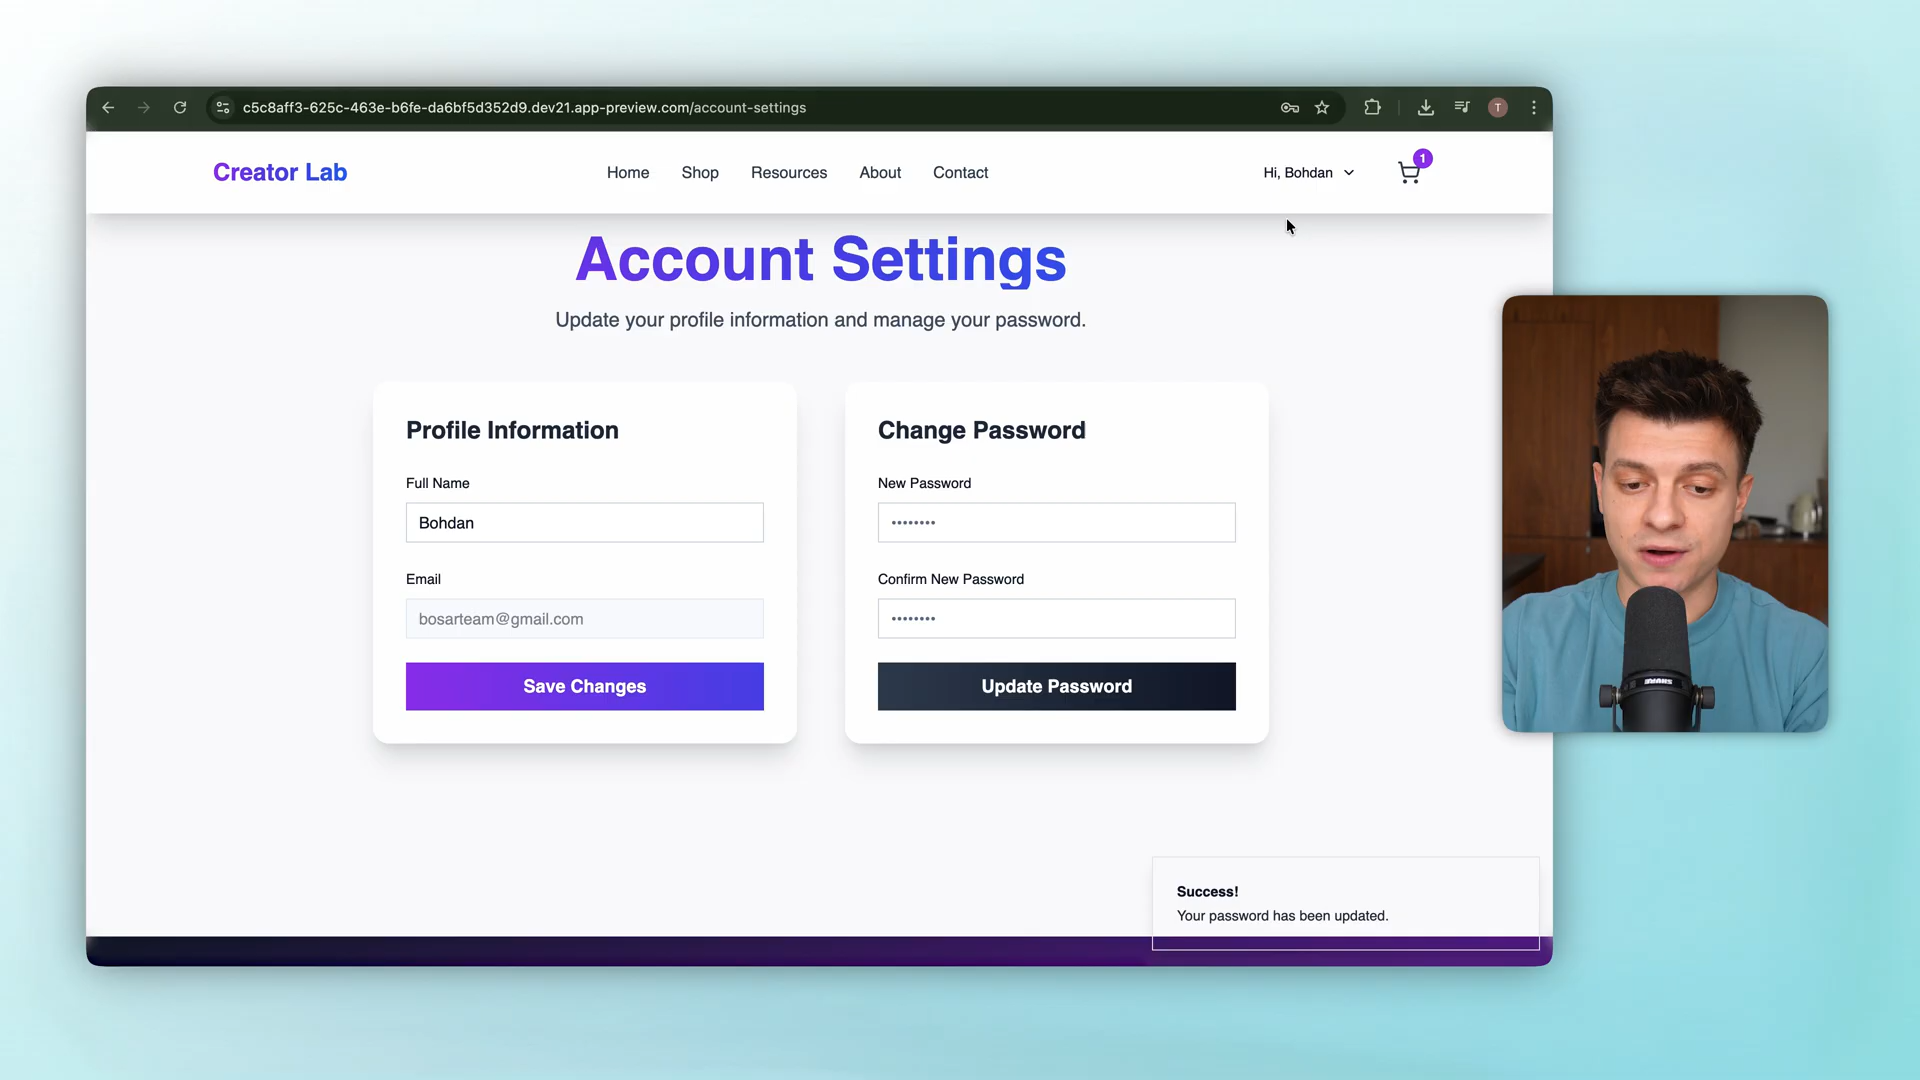 c5c8aff3-625c-463e-b6fe-da6bf5d352d9.dev21.app-preview.com/account-settings
T
Creator Lab
Home Shop Resources About Contact
Hi, Bohdan
1
Account Settings
Update your profile information and manage your password.
Profile Information
Full Name
Bohdan
Email
bosarteam@gmail.com
Save Changes
Change Password
New Password
••••••••
Confirm New Password
••••••••
Update Password
Success!
Your password has been updated.
SHURE